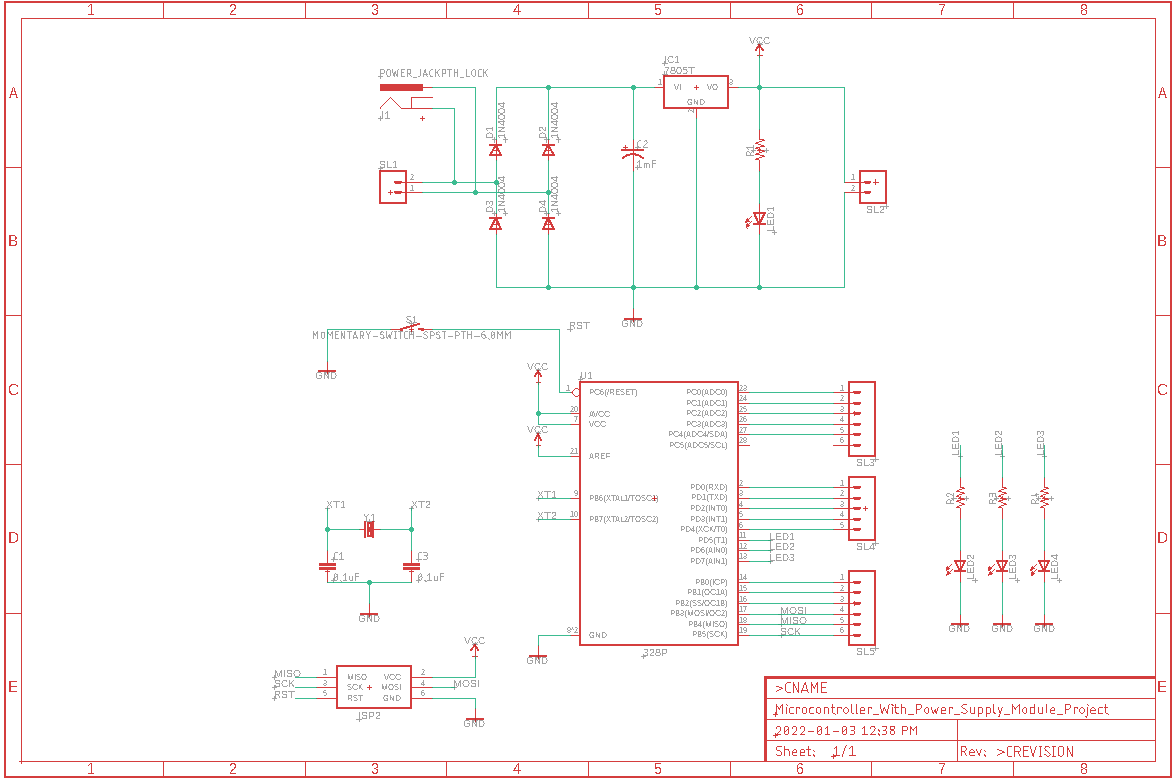 1 2 3 4 5 6 7 8
A A
B B
C C
D D
E E
POWER_JACKPTH_LOCK
J1
SL1
2
1
D1
1N4004
D2
1N4004
D3
1N4004
D4
1N4004
C2
1mF
IC1
7805T
1 VI VO 3
GND
2
VCC
R1
LED1
1
2
SL2
GND
S1
MOMENTARY-SWITCH-SPST-PTH-6.0MM
RST
GND
VCC
VCC
U1
1 PC6(/RESET)
20 AVCC
7 VCC
21 AREF
XT1 9 PB6(XTAL1/TOSC1)
XT2 10 PB7(XTAL2/TOSC2)
8*2 GND
GND
PC0(ADC0) 23 1
PC1(ADC1) 24 2
PC2(ADC2) 25 3
PC3(ADC3) 26 4
PC4(ADC4/SDA) 27 5
PC5(ADC5/SCL) 28 6
SL3
PD0(RXD) 2 1
PD1(TXD) 3 2
PD2(INT0) 4 3
PD3(INT1) 5 4
PD4(XCK/T0) 6 5
SL4
PD5(T1) 11 LED1
PD6(AIN0) 12 LED2
PD7(AIN1) 13 LED3
PB0(ICP) 14 1
PB1(OC1A) 15 2
PB2(SS/OC1B) 16 3
PB3(MOSI/OC2) 17 MOSI 4
PB4(MISO) 18 MISO 5
PB5(SCK) 19 SCK 6
SL5
328P
LED1
R2
LED2
GND
LED2
R3
LED3
GND
LED3
R4
LED4
GND
XT1 XT2
Y1
C1
0.1uF
C3
0.1uF
GND
MISO 1 MISO VCC 2 VCC
SCK 3 SCK MOSI 4 MOSI
RST 5 RST GND 6
GND
ISP2
>CNAME
Microcontroller_With_Power_Supply_Module_Project
2022-01-03 12:38 PM
Sheet: 1/1 Rev: >CREVISION
1 2 3 4 5 6 7 8